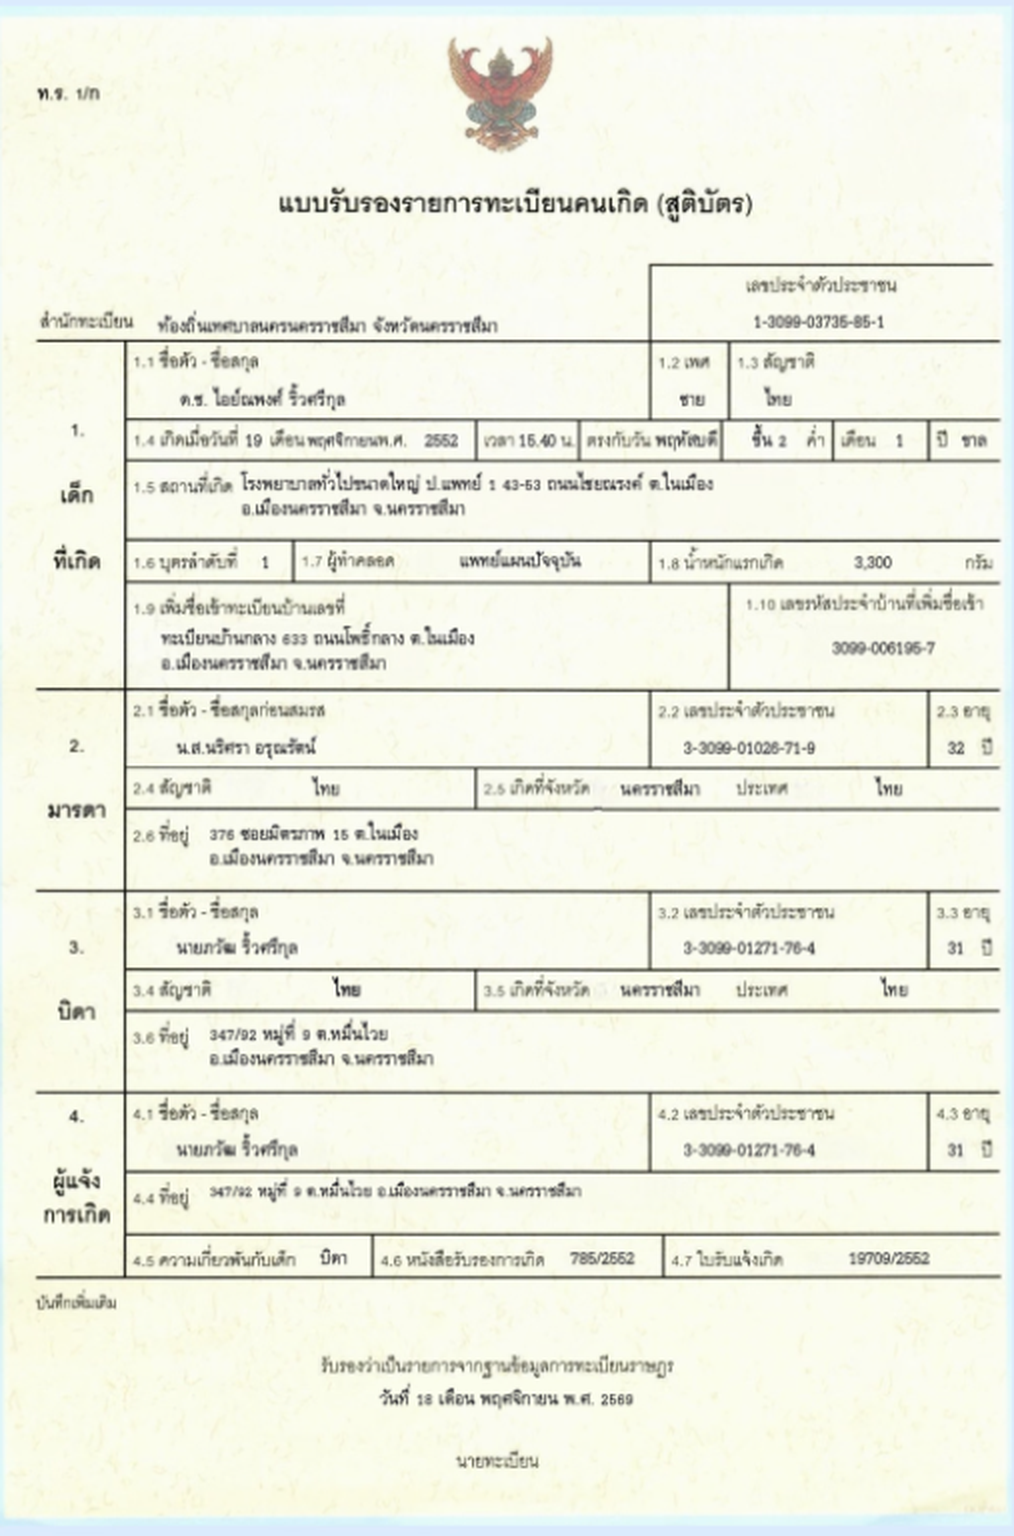 ท.ร. 1/ก
แบบรับรองรายการทะเบียนคนเกิด (สูติบัตร)
เลขประจำตัวประชาชน
สำนักทะเบียน ท้องถิ่นเทศบาลนครนครราชสีมา จังหวัดนครราชสีมา 1-3099-03735-85-1
1.1 ชื่อตัว - ชื่อสกุล 1.2 เพศ 1.3 สัญชาติ
ด.ช. ไอย์ณพงศ์ ริ้วศรีกุล ชาย ไทย
1.
1.4 เกิดเมื่อวันที่ 19 เดือน พฤศจิกายน พ.ศ. 2552 เวลา 15.40 น. ตรงกับวัน พฤหัสบดี ขึ้น 2 ค่ำ เดือน 1 ปี ชาล
เด็ก
1.5 สถานที่เกิด โรงพยาบาลทั่วไปขนาดใหญ่ ป.แพทย์ 1 43-53 ถนนไชยณรงค์ ต.ในเมือง
อ.เมืองนครราชสีมา จ.นครราชสีมา
ที่เกิด
1.6 บุตรลำดับที่ 1 1.7 ผู้ทำคลอด แพทย์แผนปัจจุบัน 1.8 น้ำหนักแรกเกิด 3,300 กรัม
1.9 เพิ่มชื่อเข้าทะเบียนบ้านเลขที่ 1.10 เลขรหัสประจำบ้านที่เพิ่มชื่อเข้า
ทะเบียนบ้านกลาง 633 ถนนโพธิ์กลาง ต.ในเมือง
อ.เมืองนครราชสีมา จ.นครราชสีมา 3099-006195-7
2.1 ชื่อตัว - ชื่อสกุลก่อนสมรส 2.2 เลขประจำตัวประชาชน 2.3 อายุ
2. น.ส.นริศรา อรุณรัตน์ 3-3099-01026-71-9 32 ปี
มารดา
2.4 สัญชาติ ไทย 2.5 เกิดที่จังหวัด นครราชสีมา ประเทศ ไทย
2.6 ที่อยู่ 376 ซอยมิตรภาพ 15 ต.ในเมือง
อ.เมืองนครราชสีมา จ.นครราชสีมา
3.1 ชื่อตัว - ชื่อสกุล 3.2 เลขประจำตัวประชาชน 3.3 อายุ
3. นายภวัฒ ริ้วศรีกุล 3-3099-01271-76-4 31 ปี
บิดา
3.4 สัญชาติ ไทย 3.5 เกิดที่จังหวัด นครราชสีมา ประเทศ ไทย
3.6 ที่อยู่ 347/92 หมู่ที่ 9 ต.หมื่นไวย
อ.เมืองนครราชสีมา จ.นครราชสีมา
4. 4.1 ชื่อตัว - ชื่อสกุล 4.2 เลขประจำตัวประชาชน 4.3 อายุ
นายภวัฒ ริ้วศรีกุล 3-3099-01271-76-4 31 ปี
ผู้แจ้ง
การเกิด
4.4 ที่อยู่ 347/92 หมู่ที่ 9 ต.หมื่นไวย อ.เมืองนครราชสีมา จ.นครราชสีมา
4.5 ความเกี่ยวพันกับเด็ก บิดา 4.6 หนังสือรับรองการเกิด 785/2552 4.7 ใบรับแจ้งเกิด 19709/2552
บันทึกเพิ่มเติม
รับรองว่าเป็นรายการจากฐานข้อมูลการทะเบียนราษฎร
วันที่ 18 เดือน พฤศจิกายน พ.ศ. 2569
นายทะเบียน